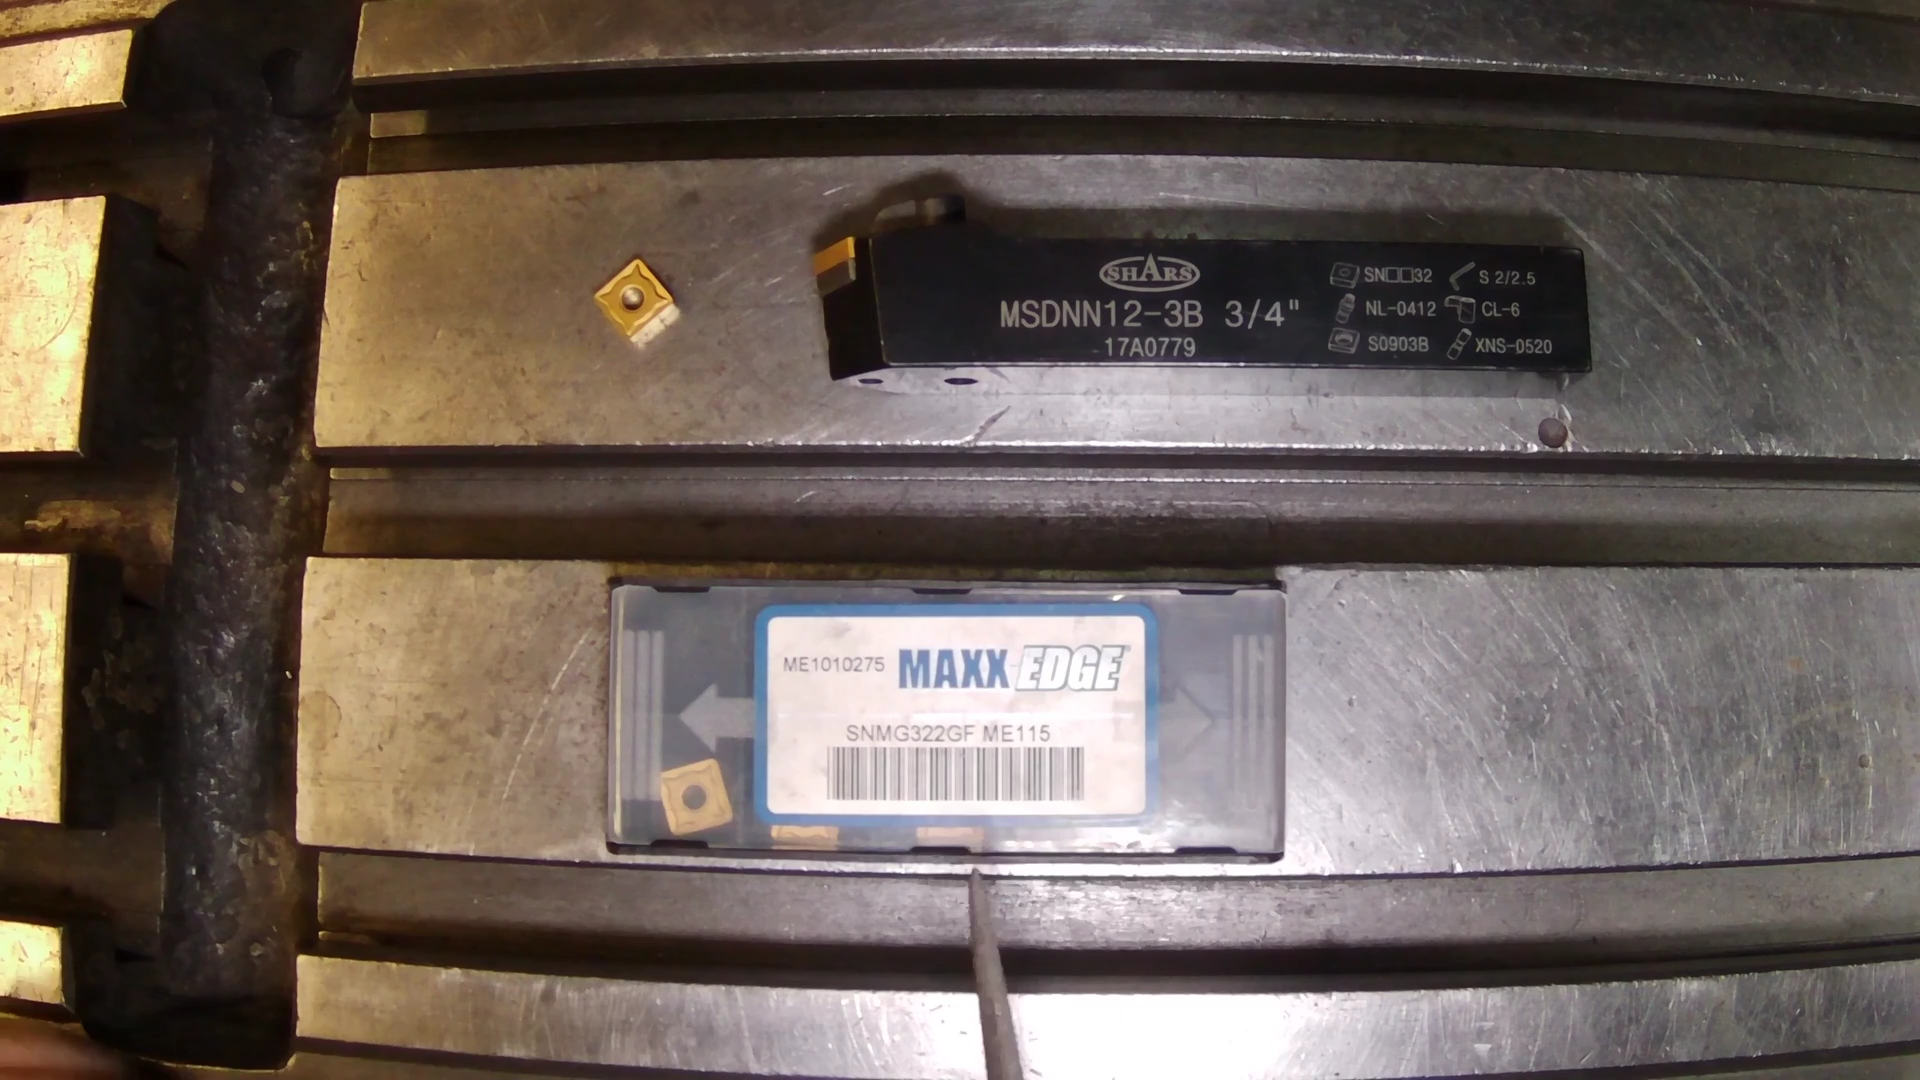 SHARS
MSDNN12-3B 3/4"
17A0779
SN□□32 S 2/2.5
NL-0412 CL-6
S0903B XNS-0520
ME1010275 MAXX-EDGE
SNMG322GF ME115